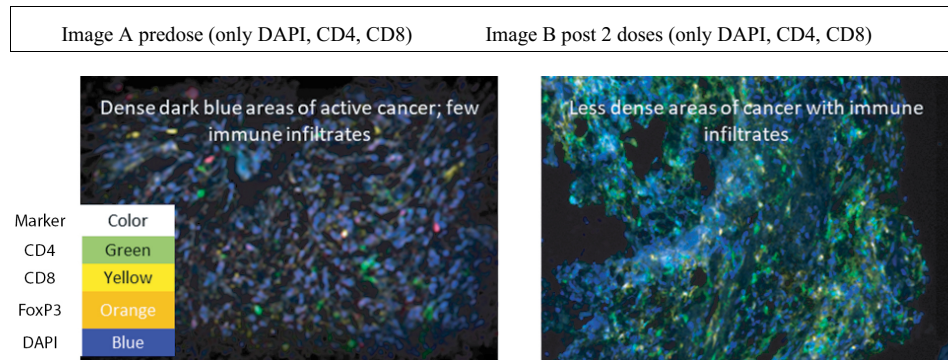 Image A predose (only DAPI, CD4, CD8)
Image B post 2 doses (only DAPI, CD4, CD8)
Dense dark blue areas of active cancer; few
immune infiltrates
Less dense areas of cancer with immune
infiltrates
Marker Color
CD4 Green
CD8 Yellow
FoxP3 Orange
DAPI Blue